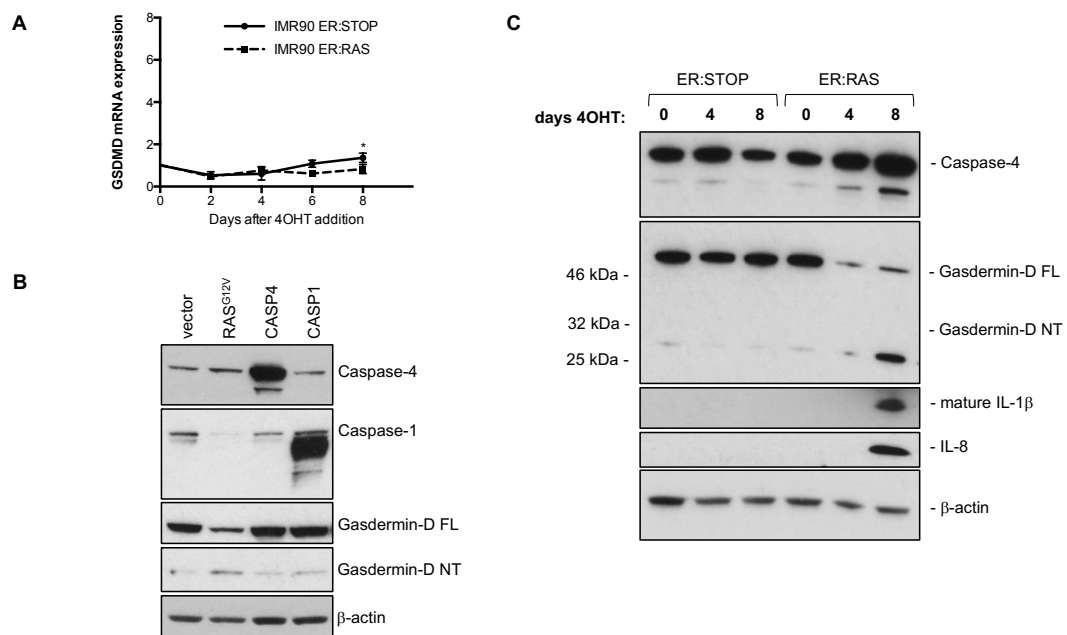 A
GSDMD mRNA expression
8
6
4
2
0
IMR90 ER:STOP
IMR90 ER:RAS
*
0 2 4 6 8
Days after 4OHT addition
B
vector
RASG12V
CASP4
CASP1
Caspase-4
Caspase-1
Gasdermin-D FL
Gasdermin-D NT
β-actin
C
ER:STOP ER:RAS
days 4OHT: 0 4 8 0 4 8
- Caspase-4
46 kDa - - Gasdermin-D FL
32 kDa - - Gasdermin-D NT
25 kDa -
- mature IL-1β
- IL-8
- β-actin